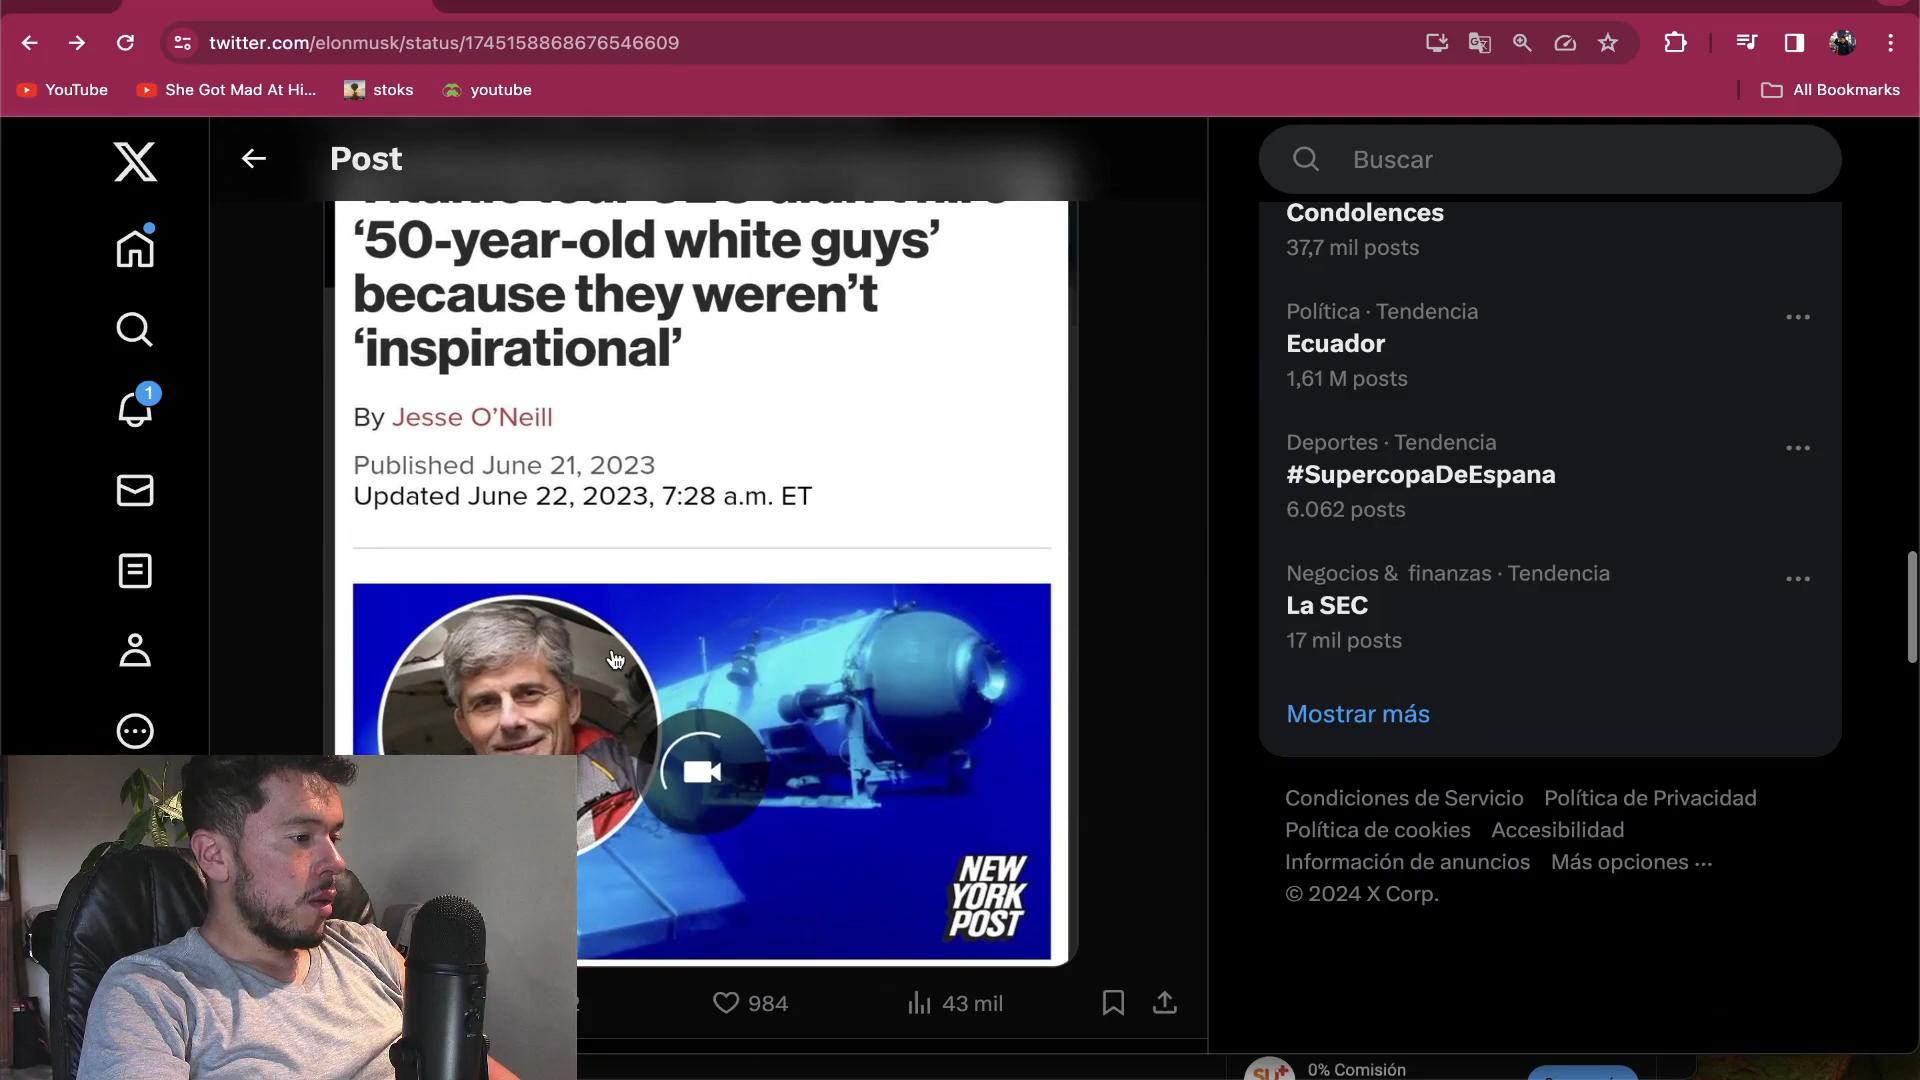 twitter.com/elonmusk/status/1745158868676546609
YouTube
She Got Mad At Hi...
stoks
youtube
All Bookmarks
Post
Buscar
‘50-year-old white guys’
because they weren’t
‘inspirational’
By Jesse O’Neill
Published June 21, 2023
Updated June 22, 2023, 7:28 a.m. ET
NEW
YORK
POST
984
43 mil
1
Condolences
37,7 mil posts
Política · Tendencia
Ecuador
1,61 M posts
Deportes · Tendencia
#SupercopaDeEspana
6.062 posts
Negocios & finanzas · Tendencia
La SEC
17 mil posts
Mostrar más
Condiciones de Servicio Política de Privacidad
Política de cookies Accesibilidad
Información de anuncios Más opciones ···
© 2024 X Corp.
0% Comisión